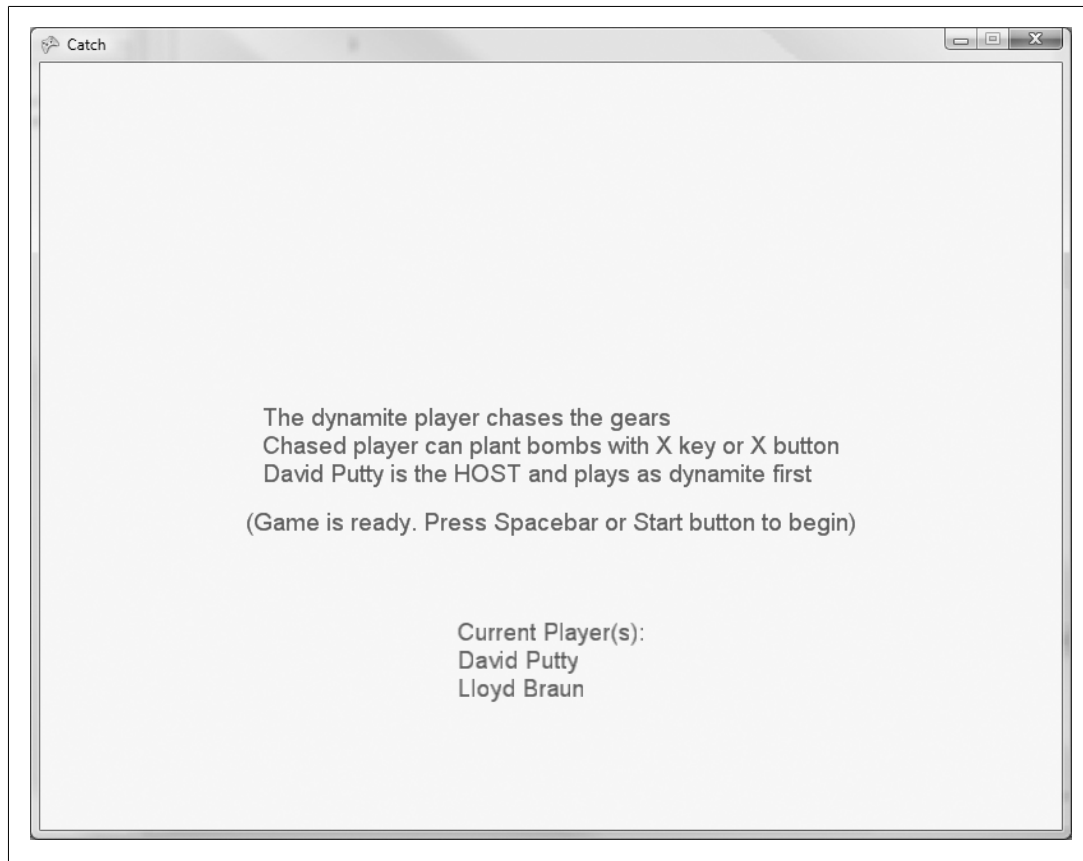 Catch
The dynamite player chases the gears
Chased player can plant bombs with X key or X button
David Putty is the HOST and plays as dynamite first
(Game is ready. Press Spacebar or Start button to begin)
Current Player(s):
David Putty
Lloyd Braun